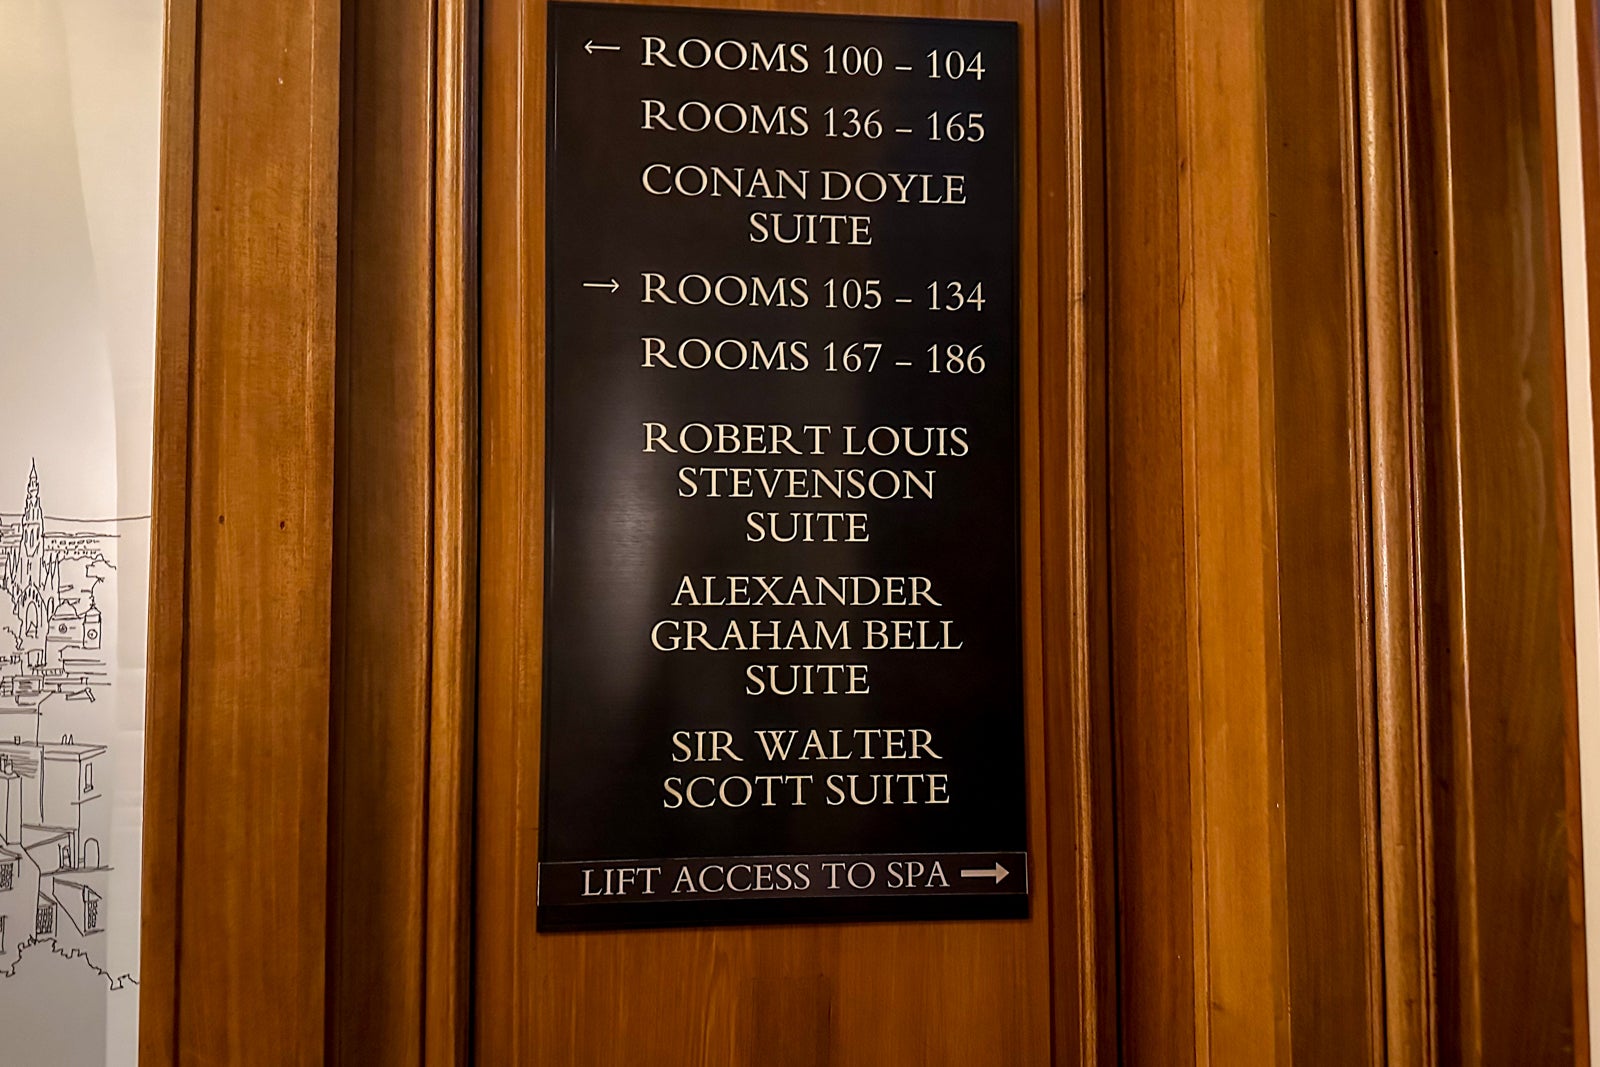 ← ROOMS 100 – 104
ROOMS 136 – 165
CONAN DOYLE
SUITE
→ ROOMS 105 – 134
ROOMS 167 – 186
ROBERT LOUIS
STEVENSON
SUITE
ALEXANDER
GRAHAM BELL
SUITE
SIR WALTER
SCOTT SUITE
LIFT ACCESS TO SPA →